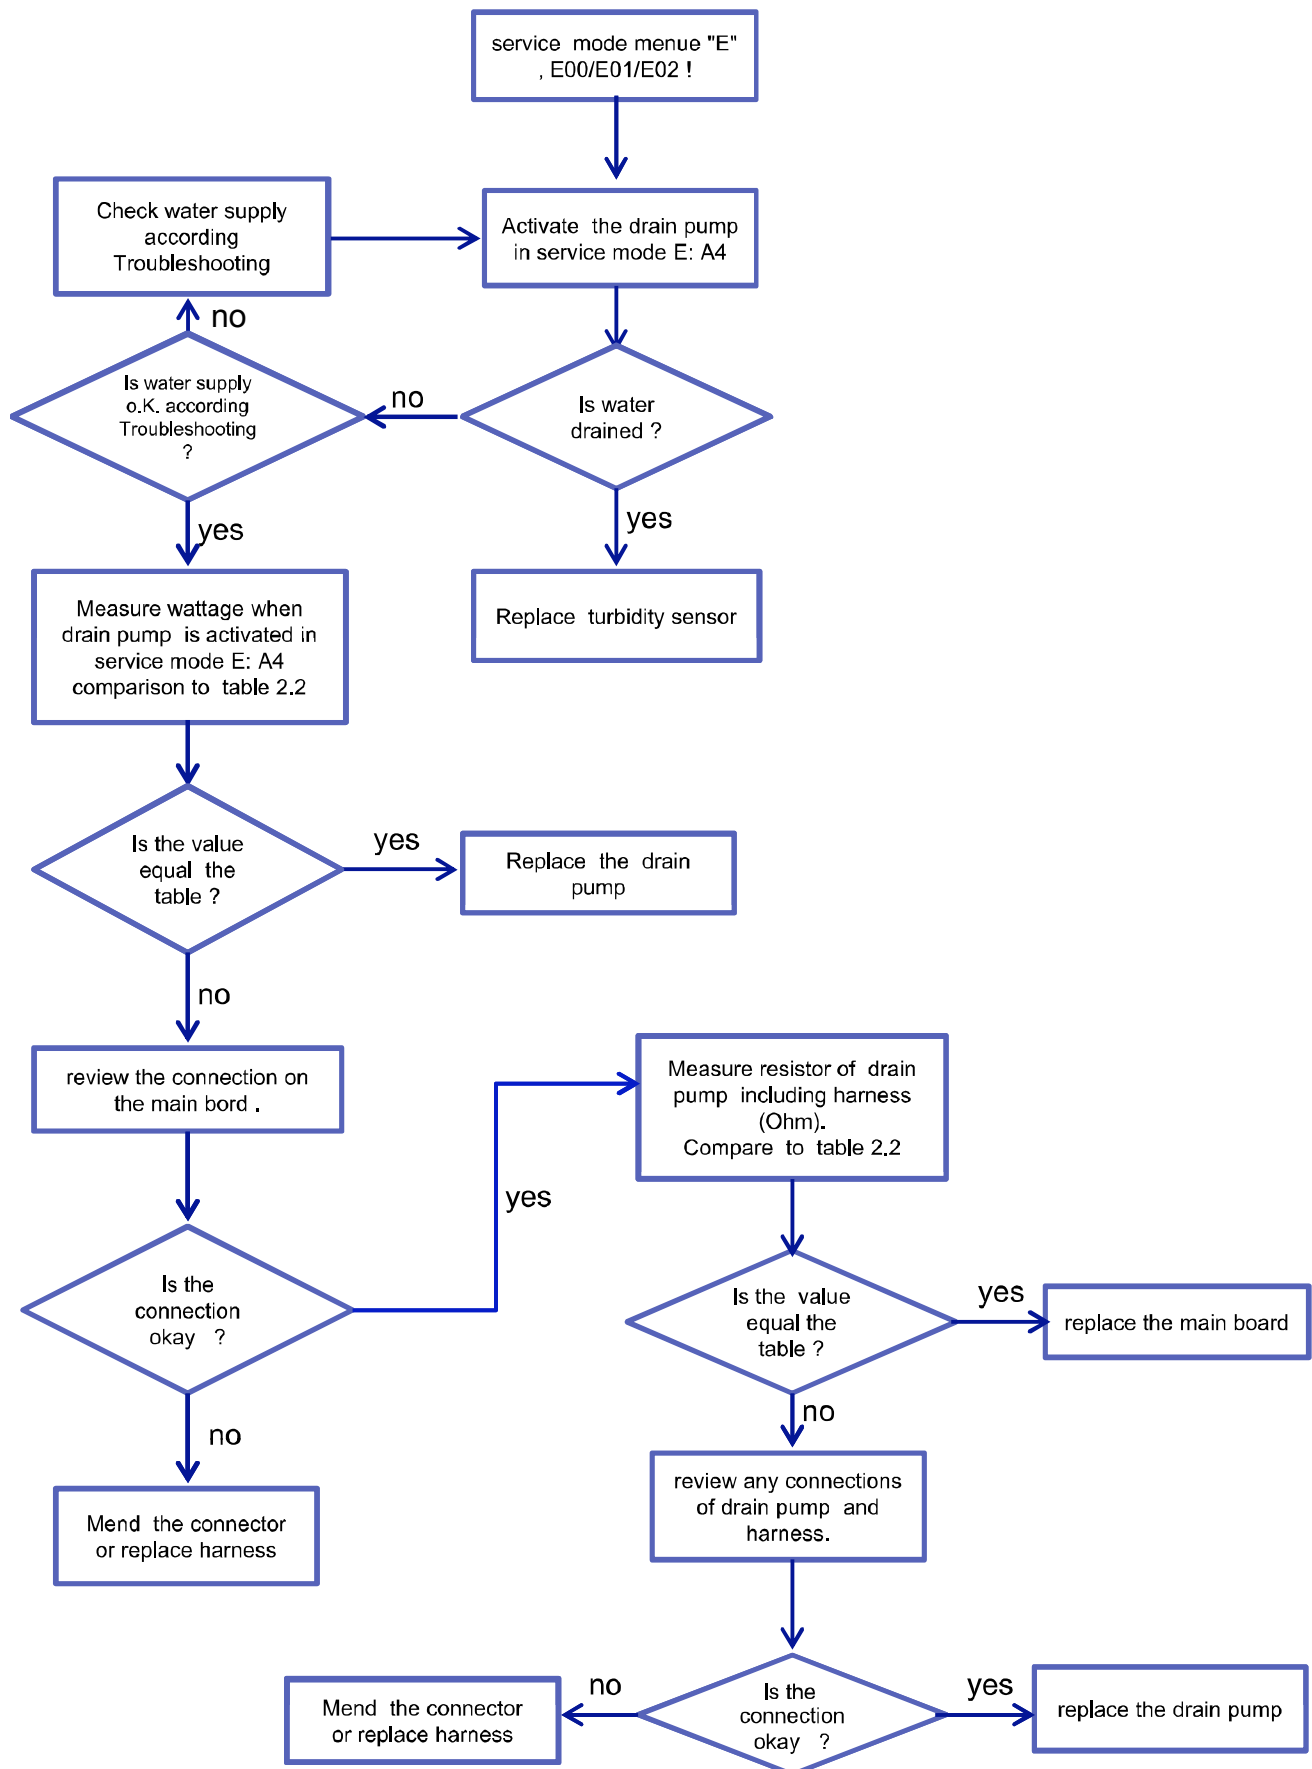 service mode menue "E"
, E00/E01/E02 !
Check water supply
according
Troubleshooting
Activate the drain pump
in service mode E: A4
no
Is water supply
o.K. according
Troubleshooting
?
no
Is water
drained ?
yes
yes
Measure wattage when
drain pump is activated in
service mode E: A4
comparison to table 2.2
Replace turbidity sensor
Is the value
equal the
table ?
yes
Replace the drain
pump
no
review the connection on
the main bord .
Measure resistor of drain
pump including harness
(Ohm).
Compare to table 2.2
yes
Is the
connection
okay ?
Is the value
equal the
table ?
yes
replace the main board
no
no
Mend the connector
or replace harness
review any connections
of drain pump and
harness.
Mend the connector
or replace harness
no
Is the
connection
okay ?
yes
replace the drain pump